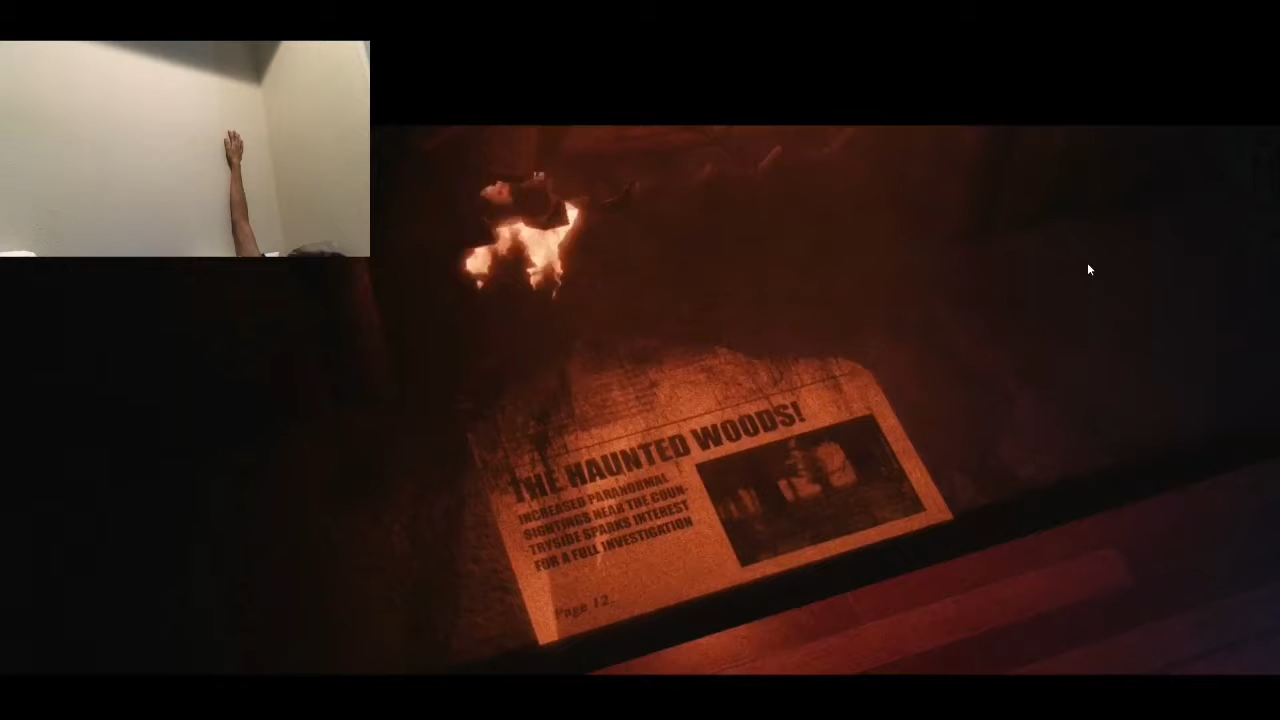 THE HAUNTED WOODS!
INCREASED PARANORMAL
SIGHTINGS NEAR THE COUN-
TRYSIDE SPARKS INTEREST
FOR A FULL INVESTIGATION
Page 12.